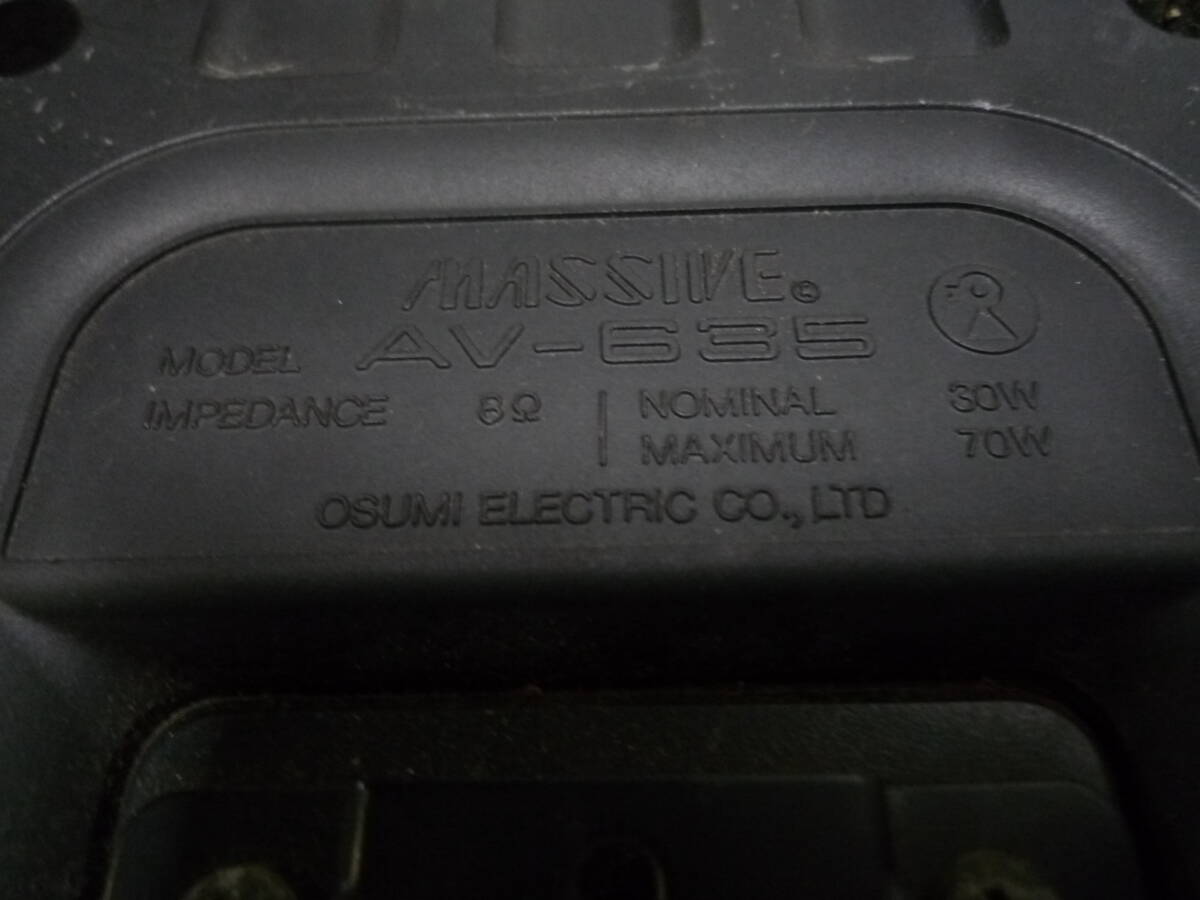 MASSIVE©
MODEL AV-635
IMPEDANCE 8Ω | NOMINAL 30W
MAXIMUM 70W
OSUMI ELECTRIC CO., LTD